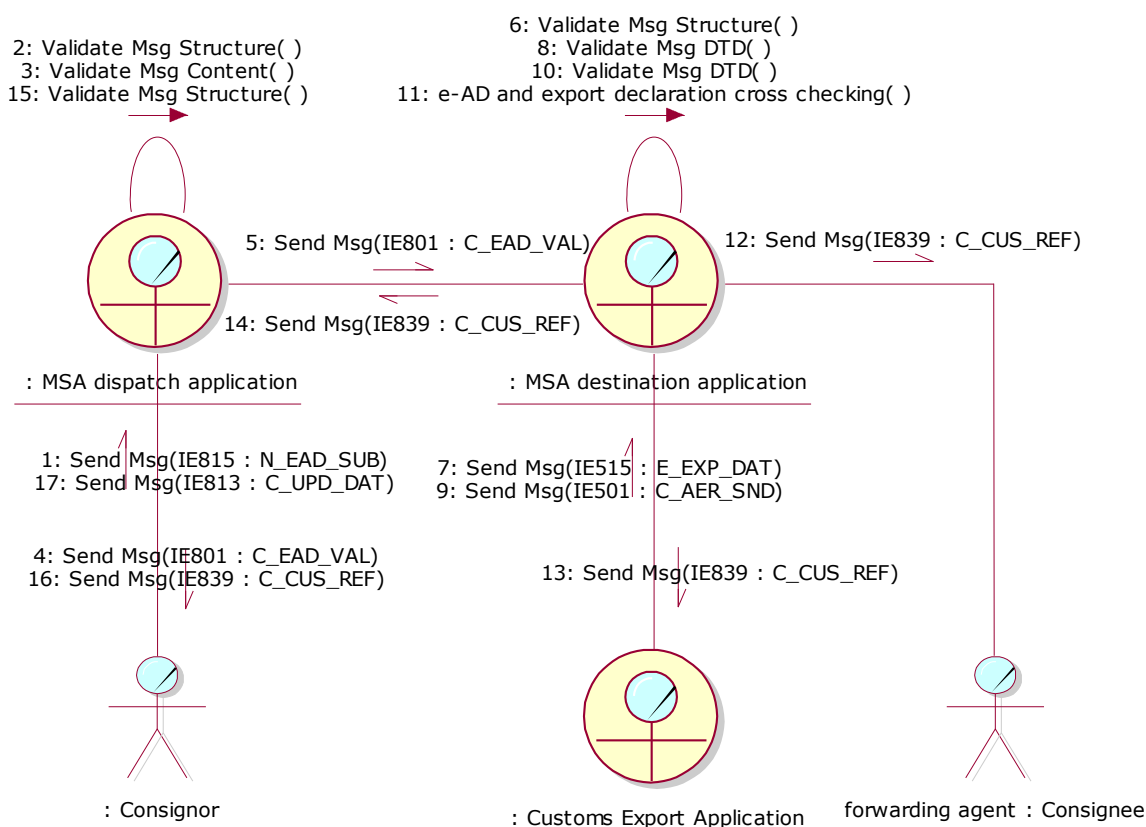 2: Validate Msg Structure( )
3: Validate Msg Content( )
15: Validate Msg Structure( )
6: Validate Msg Structure( )
8: Validate Msg DTD( )
10: Validate Msg DTD( )
11: e-AD and export declaration cross checking( )
5: Send Msg(IE801 : C_EAD_VAL)
12: Send Msg(IE839 : C_CUS_REF)
14: Send Msg(IE839 : C_CUS_REF)
: MSA dispatch application
: MSA destination application
1: Send Msg(IE815 : N_EAD_SUB)
17: Send Msg(IE813 : C_UPD_DAT)
7: Send Msg(IE515 : E_EXP_DAT)
9: Send Msg(IE501 : C_AER_SND)
4: Send Msg(IE801 : C_EAD_VAL)
16: Send Msg(IE839 : C_CUS_REF)
13: Send Msg(IE839 : C_CUS_REF)
: Consignor
: Customs Export Application
forwarding agent : Consignee